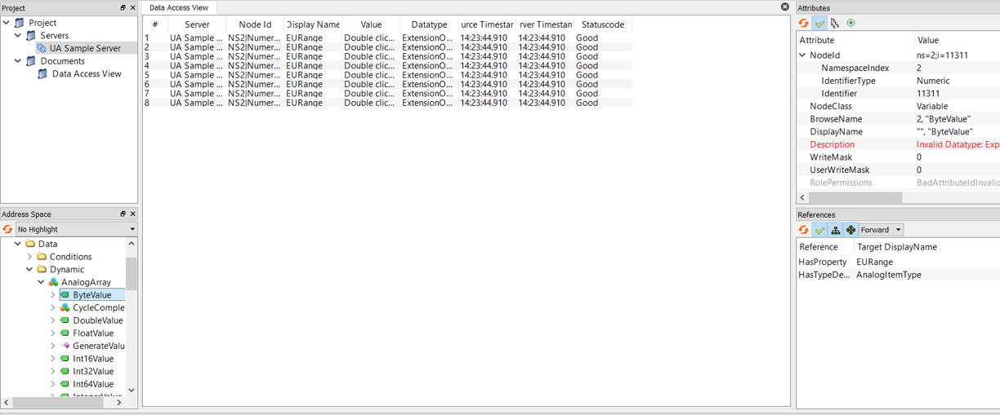 Project
Project
Servers
UA Sample Server
Documents
Data Access View
Address Space
No Highlight
Data
Conditions
Dynamic
AnalogArray
ByteValue
CycleComple
DoubleValue
FloatValue
GenerateValu
Int16Value
Int32Value
Int64Value
IntegerValue
Data Access View
# Server Node Id Display Name Value Datatype urce Timestar rver Timestan Statuscode
1 UA Sample ... NS2|Numer... EURange Double clic... ExtensionO... 14:23:44.910 14:23:44.910 Good
2 UA Sample ... NS2|Numer... EURange Double clic... ExtensionO... 14:23:44.910 14:23:44.910 Good
3 UA Sample ... NS2|Numer... EURange Double clic... ExtensionO... 14:23:44.910 14:23:44.910 Good
4 UA Sample ... NS2|Numer... EURange Double clic... ExtensionO... 14:23:44.910 14:23:44.910 Good
5 UA Sample ... NS2|Numer... EURange Double clic... ExtensionO... 14:23:44.910 14:23:44.910 Good
6 UA Sample ... NS2|Numer... EURange Double clic... ExtensionO... 14:23:44.910 14:23:44.910 Good
7 UA Sample ... NS2|Numer... EURange Double clic... ExtensionO... 14:23:44.910 14:23:44.910 Good
8 UA Sample ... NS2|Numer... EURange Double clic... ExtensionO... 14:23:44.910 14:23:44.910 Good
Attributes
Attribute Value
NodeId ns=2;i=11311
NamespaceIndex 2
IdentifierType Numeric
Identifier 11311
NodeClass Variable
BrowseName 2, "ByteValue"
DisplayName "", "ByteValue"
Description Invalid Datatype: Exp
WriteMask 0
UserWriteMask 0
RolePermissions BadAttributeIdInvalid
References
Forward
Reference Target DisplayName
HasProperty EURange
HasTypeDe... AnalogItemType